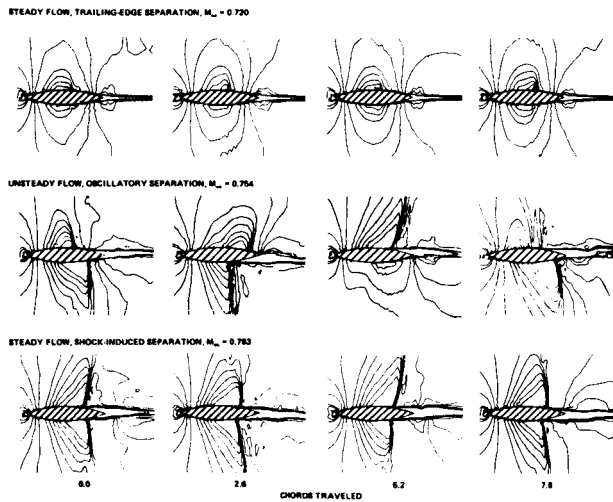 STEADY FLOW, TRAILING-EDGE SEPARATION, M∞ = 0.720
UNSTEADY FLOW, OSCILLATORY SEPARATION, M∞ = 0.754
STEADY FLOW, SHOCK-INDUCED SEPARATION, M∞ = 0.783
0.0 2.6 5.2 7.8
CHORDS TRAVELED